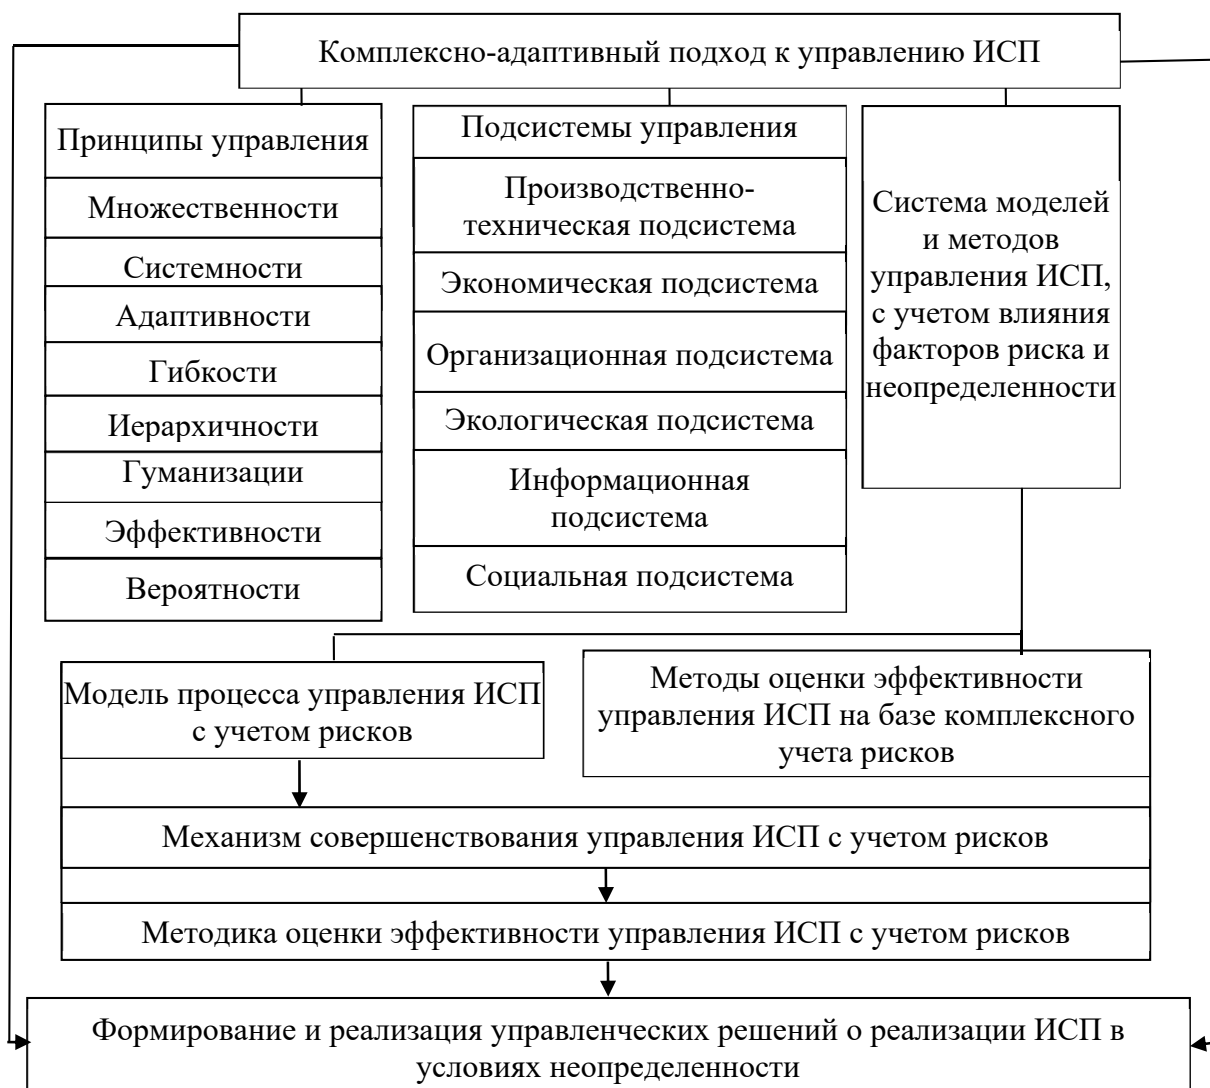 Комплексно-адаптивный подход к управлению ИСП
Принципы управления
Множественности
Системности
Адаптивности
Гибкости
Иерархичности
Гуманизации
Эффективности
Вероятности
Подсистемы управления
Производственно-
техническая подсистема
Экономическая подсистема
Организационная подсистема
Экологическая подсистема
Информационная
подсистема
Социальная подсистема
Система моделей
и методов
управления ИСП,
с учетом влияния
факторов риска и
неопределенности
Модель процесса управления ИСП
с учетом рисков
Методы оценки эффективности
управления ИСП на базе комплексного
учета рисков
Механизм совершенствования управления ИСП с учетом рисков
Методика оценки эффективности управления ИСП с учетом рисков
Формирование и реализация управленческих решений о реализации ИСП в
условиях неопределенности